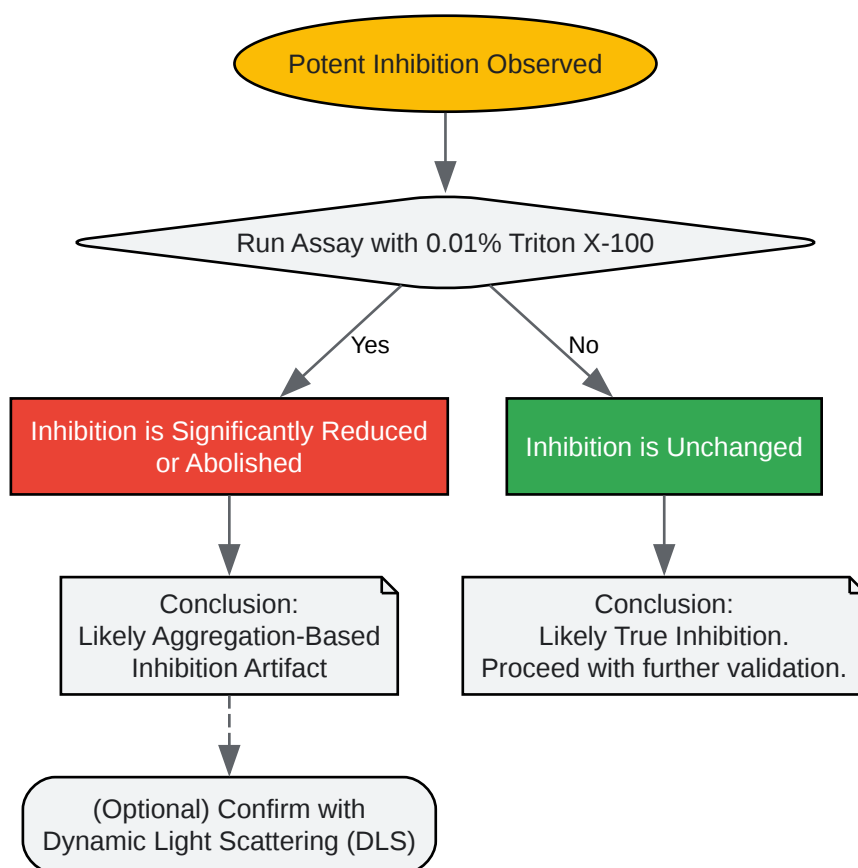 Potent Inhibition Observed
Run Assay with 0.01% Triton X-100
Yes
No
Inhibition is Significantly Reduced
or Abolished
Inhibition is Unchanged
Conclusion:
Likely Aggregation-Based
Inhibition Artifact
Conclusion:
Likely True Inhibition.
Proceed with further validation.
(Optional) Confirm with
Dynamic Light Scattering (DLS)